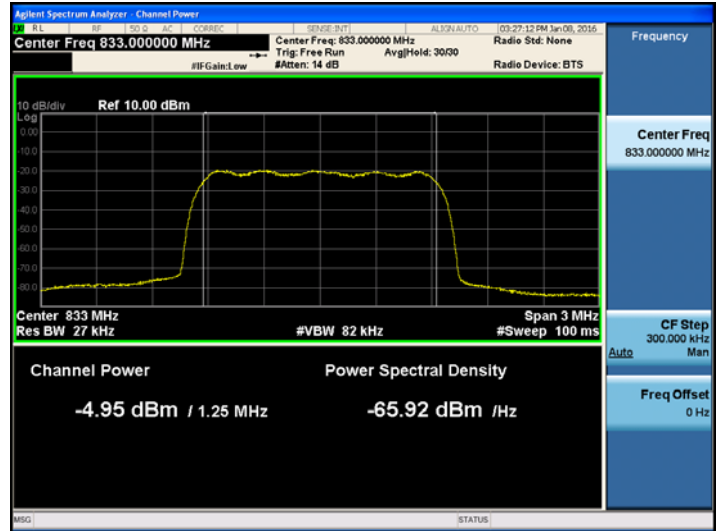 Agilent Spectrum Analyzer - Channel Power
RL RF 50 Ω AC CORREC SENSE:INT ALIGN AUTO 03:27:12 PM Jan 08, 2016
Center Freq 833.000000 MHz
Center Freq: 833.000000 MHz Radio Std: None
Trig: Free Run Avg|Hold: 30/30
#IFGain:Low #Atten: 14 dB Radio Device: BTS
Frequency
10 dB/div Ref 10.00 dBm
Log
0.00
-10.0
-20.0
-30.0
-40.0
-50.0
-60.0
-70.0
-80.0
Center Freq
833.000000 MHz
Center 833 MHz Span 3 MHz
Res BW 27 kHz #VBW 82 kHz #Sweep 100 ms
CF Step
300.000 kHz
Auto Man
Channel Power Power Spectral Density
-4.95 dBm / 1.25 MHz -65.92 dBm /Hz
Freq Offset
0 Hz
MSG STATUS